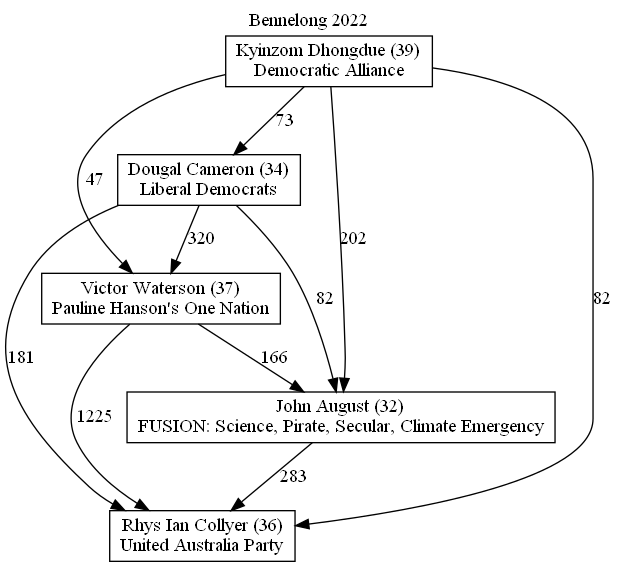 Bennelong 2022
Kyinzom Dhongdue (39)
Democratic Alliance
73
Dougal Cameron (34)
Liberal Democrats
47
320
202
82
Victor Waterson (37)
Pauline Hanson's One Nation
82
181
1225
166
John August (32)
FUSION: Science, Pirate, Secular, Climate Emergency
283
Rhys Ian Collyer (36)
United Australia Party